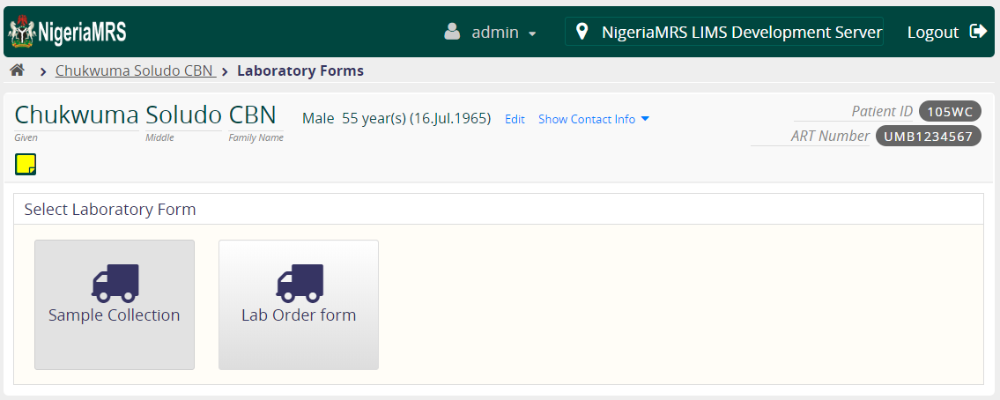 NigeriaMRS admin NigeriaMRS LIMS Development Server Logout
Chukwuma Soludo CBN Laboratory Forms
Chukwuma Soludo CBN Male 55 year(s) (16.Jul.1965) Edit Show Contact Info Patient ID 105WC
Given Middle Family Name ART Number UMB1234567
Select Laboratory Form
Sample Collection Lab Order form